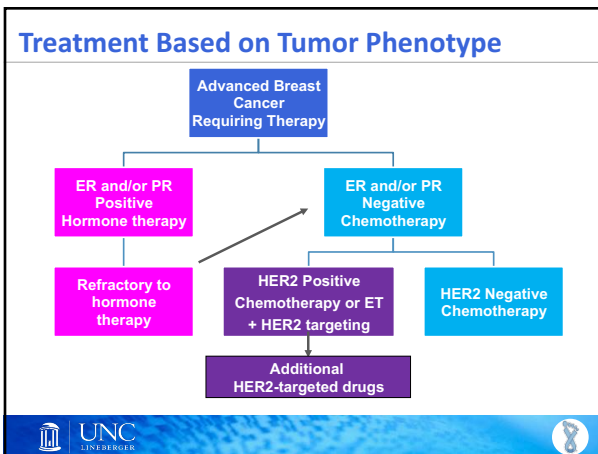 Treatment Based on Tumor Phenotype
Advanced Breast
Cancer
Requiring Therapy
ER and/or PR
Positive
Hormone therapy
ER and/or PR
Negative
Chemotherapy
Refractory to
hormone
therapy
HER2 Positive
Chemotherapy or ET
+ HER2 targeting
HER2 Negative
Chemotherapy
Additional
HER2-targeted drugs
UNC
LINEBERGER